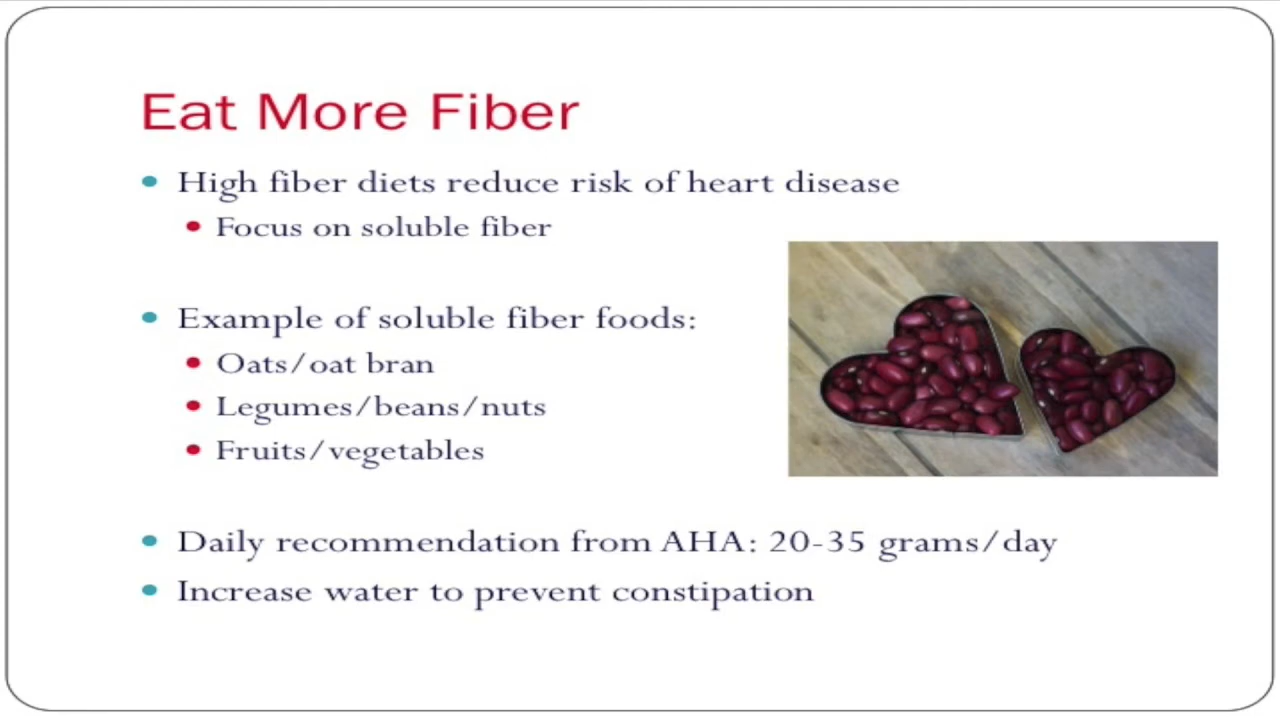 Eat More Fiber
High fiber diets reduce risk of heart disease
Focus on soluble fiber
Example of soluble fiber foods:
Oats/oat bran
Legumes/beans/nuts
Fruits/vegetables
Daily recommendation from AHA: 20-35 grams/day
Increase water to prevent constipation